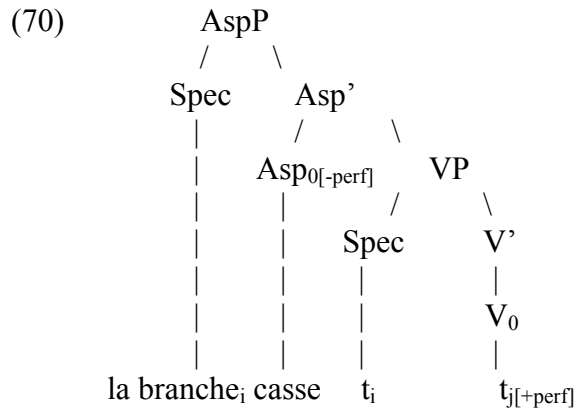 (70) AspP
Spec Asp’
Asp0[-perf] VP
Spec V’
V0
la branchei casse ti tj[+perf]